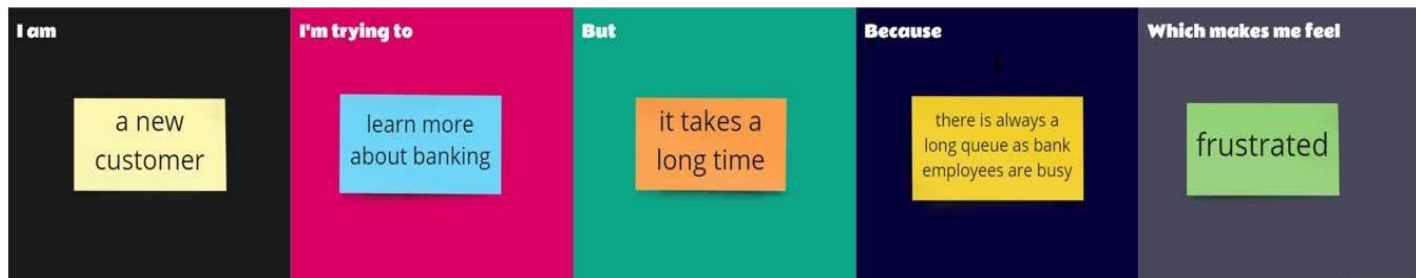 I am
a new
customer
I'm trying to
learn more
about banking
But
it takes a
long time
Because
there is always a
long queue as bank
employees are busy
Which makes me feel
frustrated